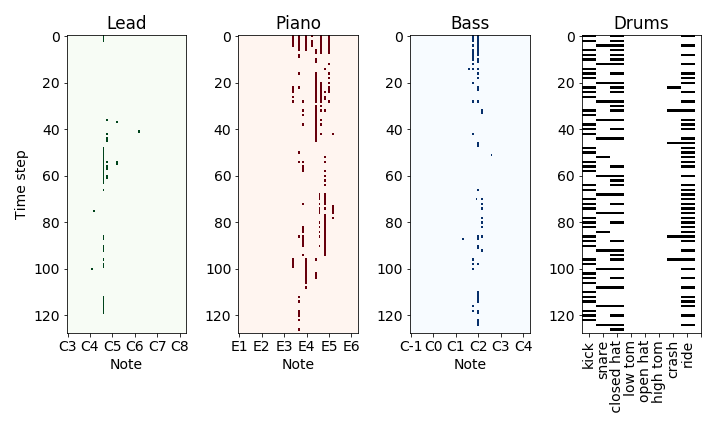 Lead
Piano
Bass
Drums
Time step
0
20
40
60
80
100
120
0
20
40
60
80
100
120
0
20
40
60
80
100
120
0
20
40
60
80
100
120
C3 C4 C5 C6 C7 C8
E1 E2 E3 E4 E5 E6
C-1 C0 C1 C2 C3 C4
kick
snare
closed hat
low tom
open hat
high tom
crash
ride
Note
Note
Note